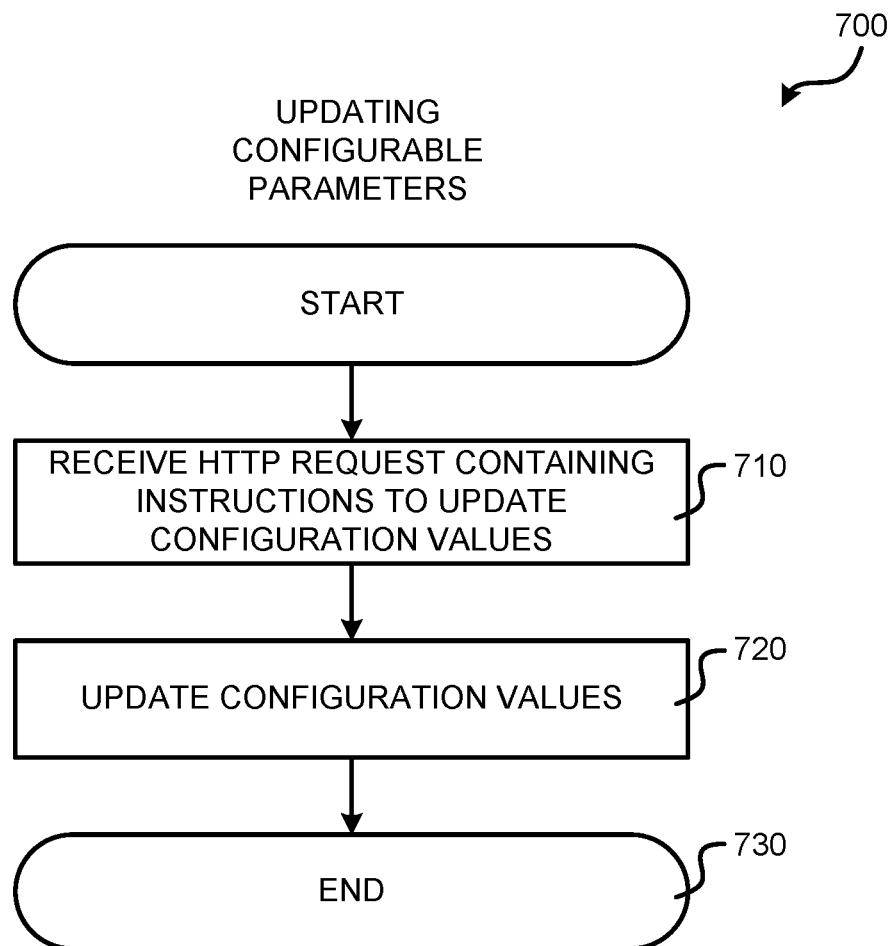 700
UPDATING
CONFIGURABLE
PARAMETERS
START
RECEIVE HTTP REQUEST CONTAINING
INSTRUCTIONS TO UPDATE
CONFIGURATION VALUES
710
UPDATE CONFIGURATION VALUES
720
END
730